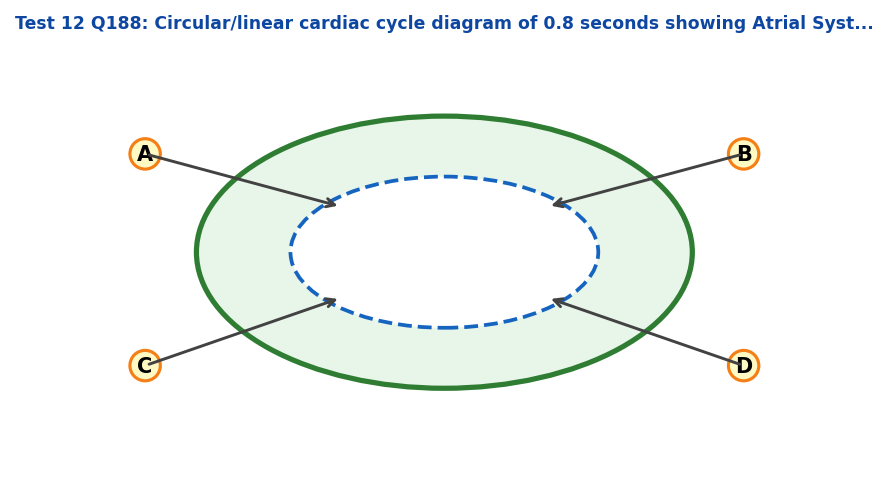 Test 12 Q188: Circular/linear cardiac cycle diagram of 0.8 seconds showing Atrial Syst...
A
B
C
D